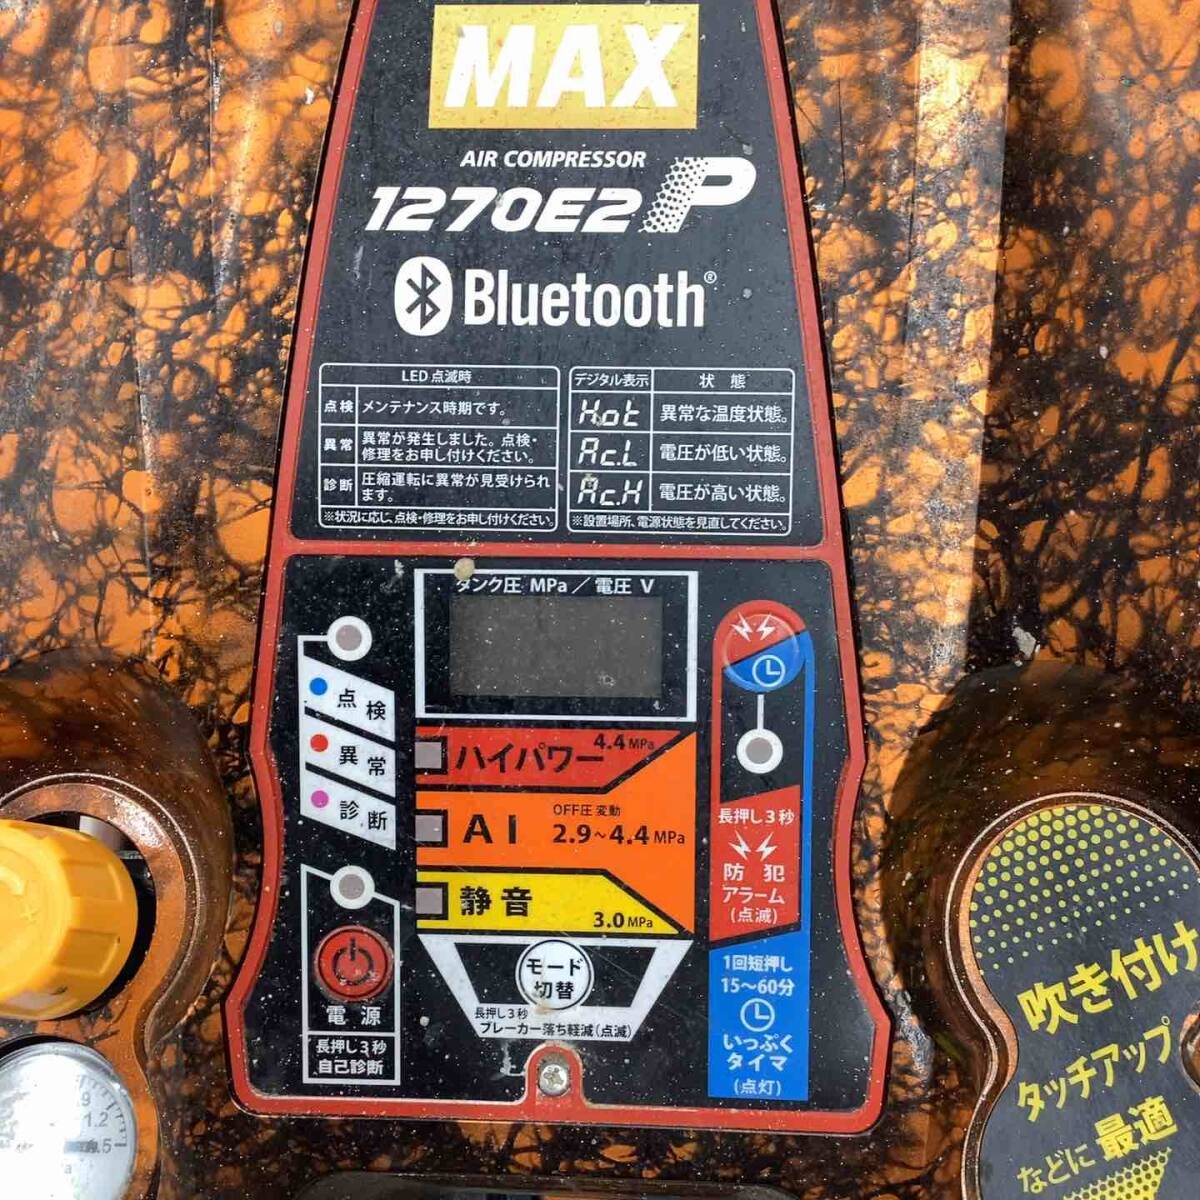 MAX
AIR COMPRESSOR
1270E2P
Bluetooth®
LED 点滅時
点検 メンテナンス時期です。
異常 異常が発生しました。点検・
修理をお申し付けください。
診断 圧縮運転に異常が見受けられ
ます。
※状況に応じ、点検・修理をお申し付けください。
デジタル表示 状態
Hot 異常な温度状態。
Ac.L 電圧が低い状態。
Ac.H 電圧が高い状態。
※設置場所、電源状態を見直してください。
タンク圧 MPa／電圧 V
点検
異常
診断
ハイパワー 4.4 MPa
AI OFF圧変動
2.9～4.4 MPa
静音 3.0 MPa
モード
切替
長押し3秒
ブレーカー落ち軽減(点滅)
電源
長押し3秒
自己診断
長押し3秒
防犯
アラーム
(点滅)
1回短押し
15～60分
いっぷく
タイマ
(点灯)
吹き付け
タッチアップ
などに最適
.9
1.2